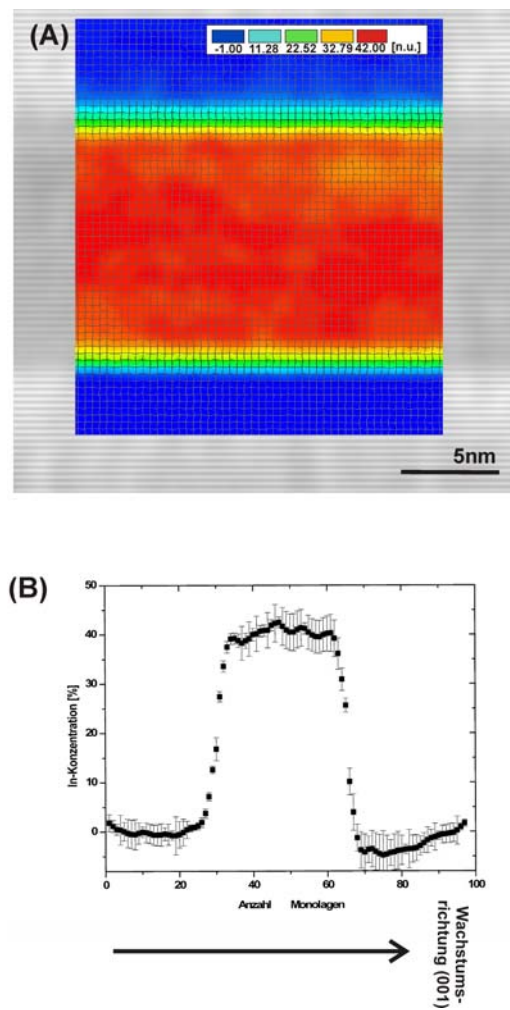 (A)
-1.00 11.28 22.52 32.79 42.00 [n.u.]
5nm
(B)
50
40
30
20
10
0
In-Konzentration [%]
0 20 40 60 80 100
Anzahl Monolagen
Wachstums-
richtung (001)